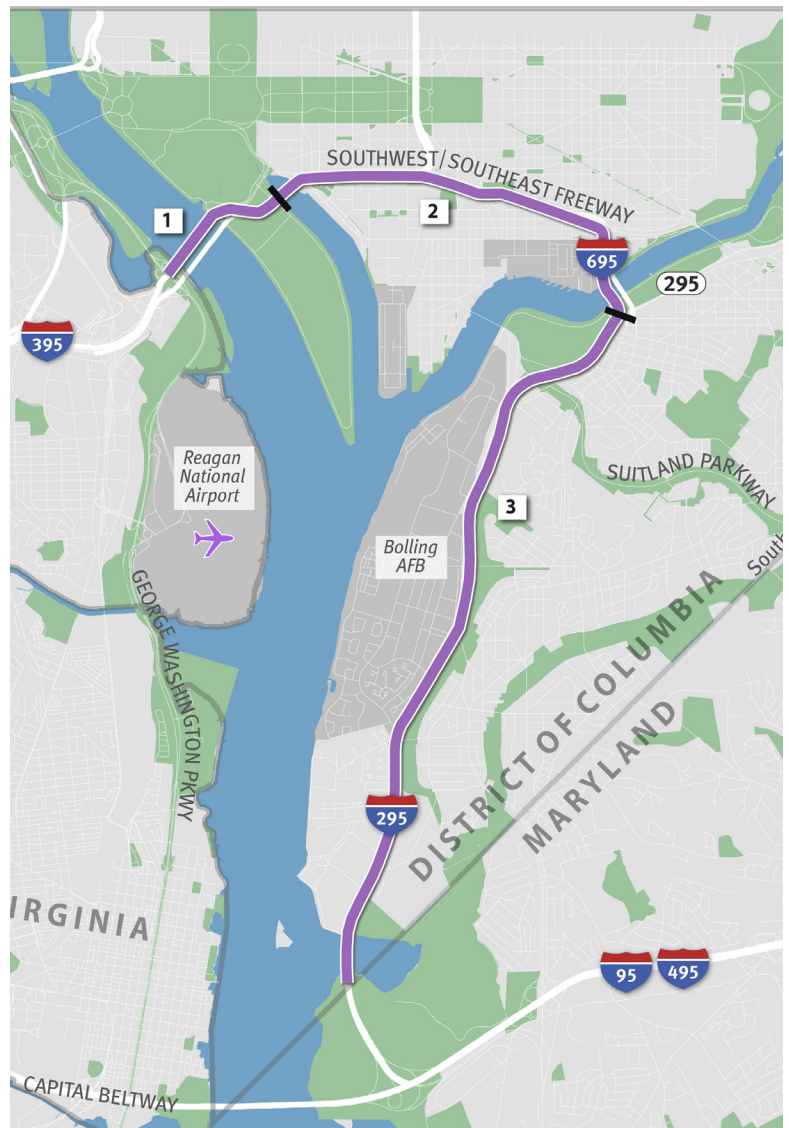 SOUTHWEST/SOUTHEAST FREEWAY
1
2
695
295
395
Reagan
National
Airport
SUITLAND PARKWAY
3
Bolling
AFB
South
GEORGE WASHINGTON PKWY
DISTRICT OF COLUMBIA
MARYLAND
295
IRGINIA
95
495
CAPITAL BELTWAY